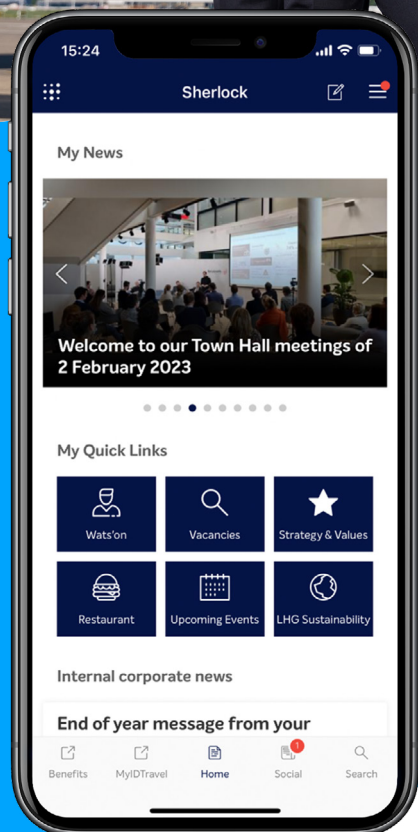 15:24
Sherlock
My News
Welcome to our Town Hall meetings of
2 February 2023
My Quick Links
Wats'on
Vacancies
Strategy & Values
Restaurant
Upcoming Events
LHG Sustainability
Internal corporate news
End of year message from your
1
Benefits
MyIDTravel
Home
Social
Search